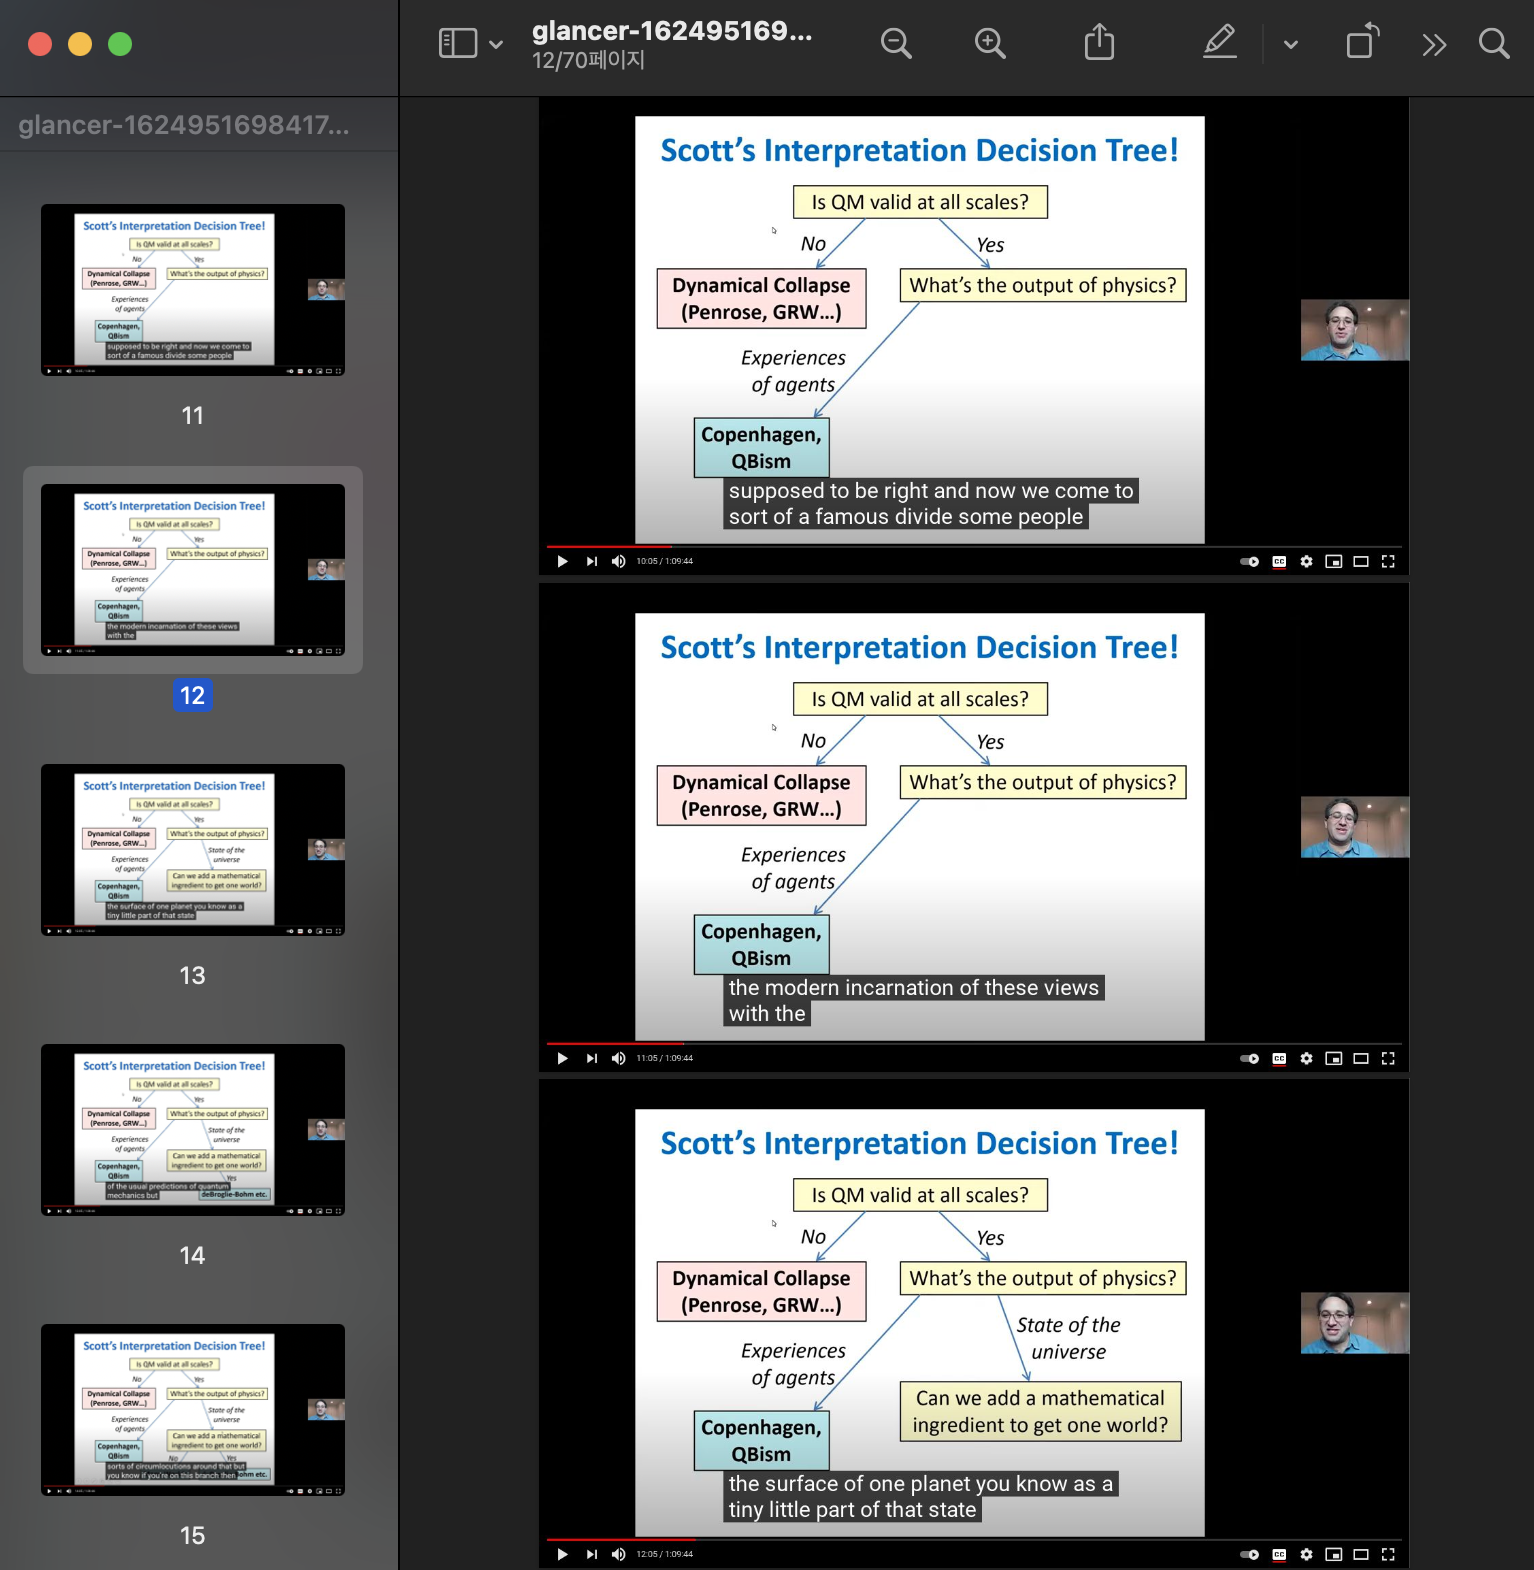 glancer-1624951698417...
Scott's Interpretation Decision Tree!
Is QM valid at all scales?
No
Yes
Dynamical Collapse
(Penrose, GRW...)
What's the output of physics?
Experiences
of agents
Copenhagen,
QBism
supposed to be right and now we come to
sort of a famous divide some people
11
Scott's Interpretation Decision Tree!
Is QM valid at all scales?
No
Yes
Dynamical Collapse
(Penrose, GRW...)
What's the output of physics?
Experiences
of agents
Copenhagen,
QBism
the modern incarnation of these views
with the
12
Scott's Interpretation Decision Tree!
Is QM valid at all scales?
No
Yes
Dynamical Collapse
(Penrose, GRW...)
What's the output of physics?
State of the
universe
Experiences
of agents
Can we add a mathematical
ingredient to get one world?
Copenhagen,
QBism
the surface of one planet you know as a
tiny little part of that state
13
Scott's Interpretation Decision Tree!
Is QM valid at all scales?
No
Yes
Dynamical Collapse
(Penrose, GRW...)
What's the output of physics?
State of the
universe
Experiences
of agents
Can we add a mathematical
ingredient to get one world?
Copenhagen,
QBism
Yes
deBroglie-Bohm etc.
of the usual predictions of quantum
mechanics but
14
Scott's Interpretation Decision Tree!
Is QM valid at all scales?
No
Yes
Dynamical Collapse
(Penrose, GRW...)
What's the output of physics?
State of the
universe
Experiences
of agents
Can we add a mathematical
ingredient to get one world?
Copenhagen,
QBism
No
Yes
ohm etc.
sorts of circumlocutions around that but
you know if you're on this branch then
15
glancer-162495169...
12/70페이지
Scott's Interpretation Decision Tree!
Is QM valid at all scales?
No
Yes
Dynamical Collapse
(Penrose, GRW...)
What's the output of physics?
Experiences
of agents
Copenhagen,
QBism
supposed to be right and now we come to
sort of a famous divide some people
10:05 / 1:09:44
CC
Scott's Interpretation Decision Tree!
Is QM valid at all scales?
No
Yes
Dynamical Collapse
(Penrose, GRW...)
What's the output of physics?
Experiences
of agents
Copenhagen,
QBism
the modern incarnation of these views
with the
11:05 / 1:09:44
CC
Scott's Interpretation Decision Tree!
Is QM valid at all scales?
No
Yes
Dynamical Collapse
(Penrose, GRW...)
What's the output of physics?
State of the
universe
Experiences
of agents
Can we add a mathematical
ingredient to get one world?
Copenhagen,
QBism
the surface of one planet you know as a
tiny little part of that state
12:05 / 1:09:44
CC